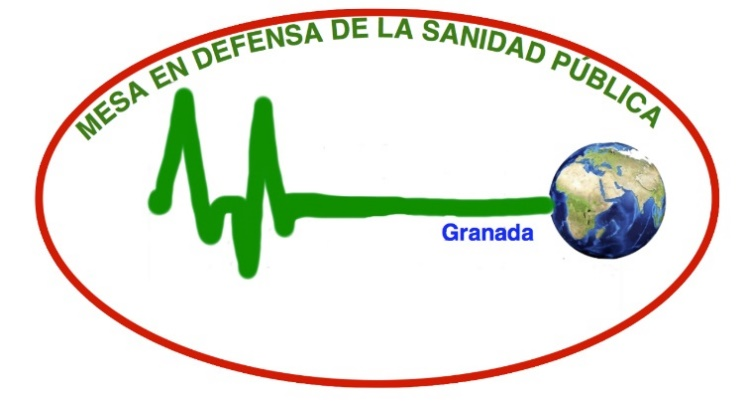 MESA EN DEFENSA DE LA SANIDAD PÚBLICA
Granada